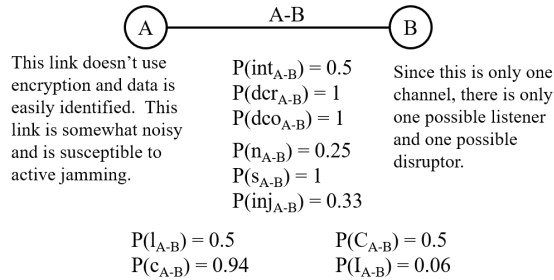 A A-B B
This link doesn't use
encryption and data is
easily identified. This
link is somewhat noisy
and is susceptible to
active jamming.
P(int_A-B) = 0.5
P(dcr_A-B) = 1
P(dco_A-B) = 1
P(n_A-B) = 0.25
P(s_A-B) = 1
P(inj_A-B) = 0.33
Since this is only one
channel, there is only
one possible listener
and one possible
disruptor.
P(l_A-B) = 0.5
P(c_A-B) = 0.94
P(C_A-B) = 0.5
P(I_A-B) = 0.06